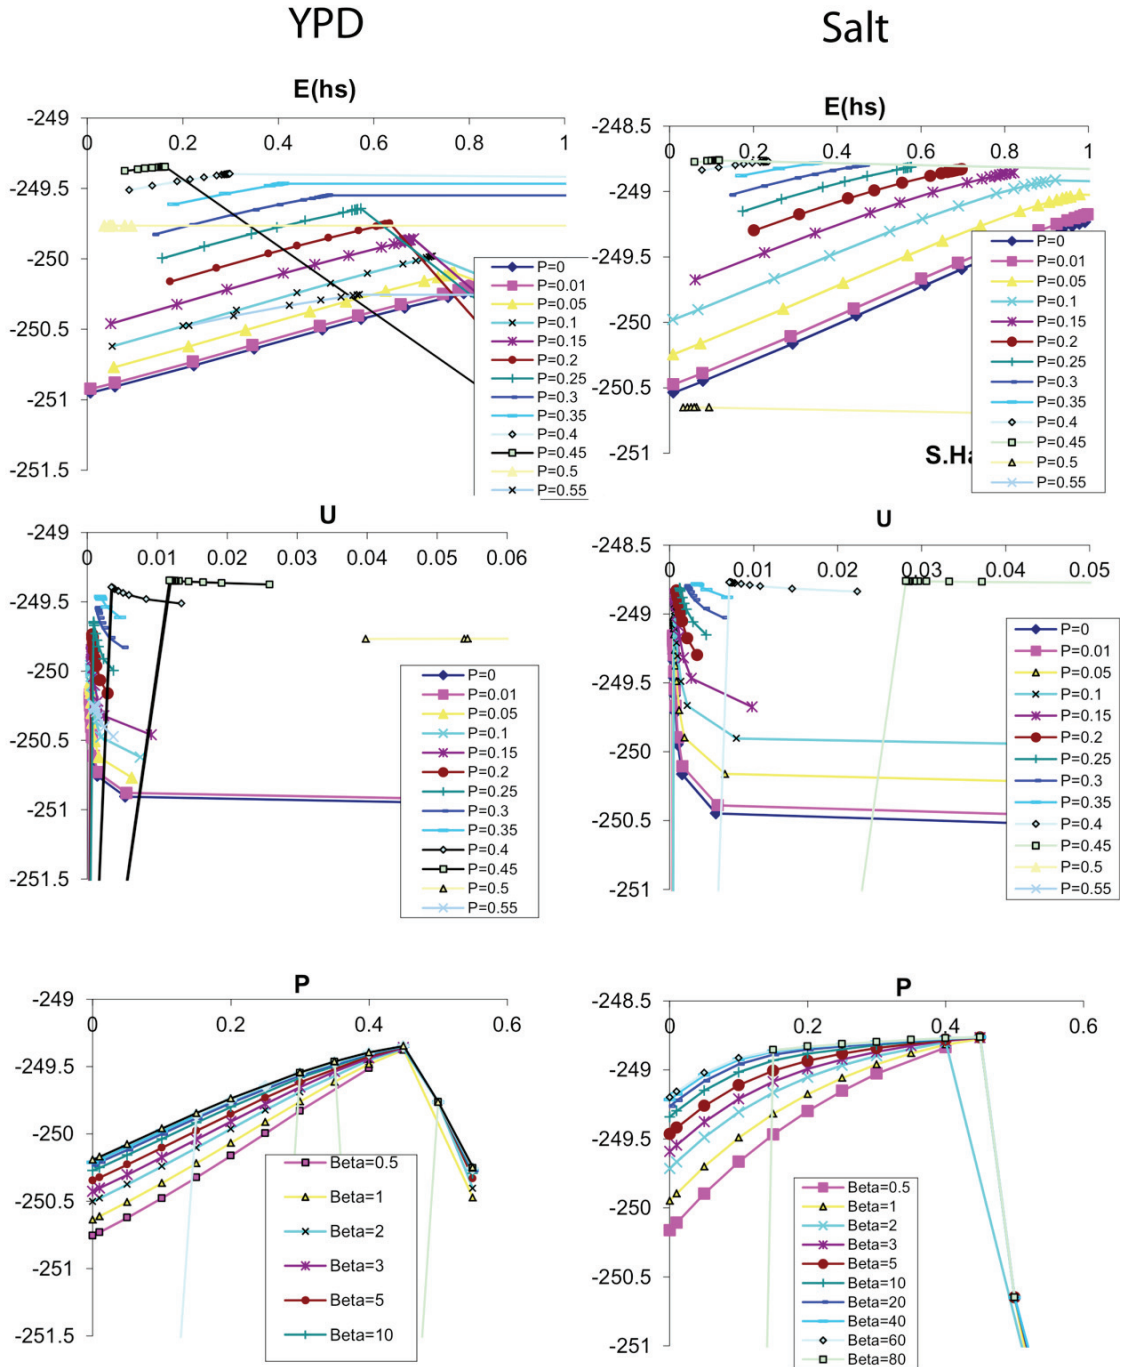 YPD Salt
E(hs)
-249
0 0.2 0.4 0.6 0.8 1
-249.5
-250
-250.5
-251
-251.5
P=0
P=0.01
P=0.05
P=0.1
P=0.15
P=0.2
P=0.25
P=0.3
P=0.35
P=0.4
P=0.45
P=0.5
P=0.55
E(hs)
-248.5
0 0.2 0.4 0.6 0.8 1
-249
-249.5
-250
-250.5
-251
S.Ha
P=0
P=0.01
P=0.05
P=0.1
P=0.15
P=0.2
P=0.25
P=0.3
P=0.35
P=0.4
P=0.45
P=0.5
P=0.55
U
-249
0 0.01 0.02 0.03 0.04 0.05 0.06
-249.5
-250
-250.5
-251
-251.5
P=0
P=0.01
P=0.05
P=0.1
P=0.15
P=0.2
P=0.25
P=0.3
P=0.35
P=0.4
P=0.45
P=0.5
P=0.55
U
-248.5
0 0.01 0.02 0.03 0.04 0.05
-249
-249.5
-250
-250.5
-251
P=0
P=0.01
P=0.05
P=0.1
P=0.15
P=0.2
P=0.25
P=0.3
P=0.35
P=0.4
P=0.45
P=0.5
P=0.55
P
-249
0 0.2 0.4 0.6
-249.5
-250
-250.5
-251
-251.5
Beta=0.5
Beta=1
Beta=2
Beta=3
Beta=5
Beta=10
P
-248.5
0 0.2 0.4 0.6
-249
-249.5
-250
-250.5
-251
Beta=0.5
Beta=1
Beta=2
Beta=3
Beta=5
Beta=10
Beta=20
Beta=40
Beta=60
Beta=80